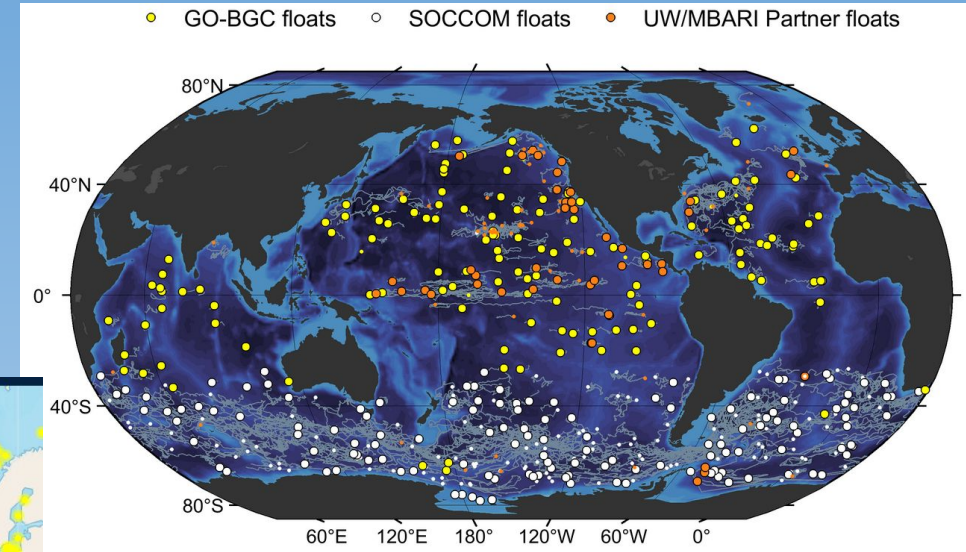 GO-BGC floats SOCCOM floats UW/MBARI Partner floats
80°N
40°N
0°
40°S
80°S
60°E 120°E 180° 120°W 60°W 0°